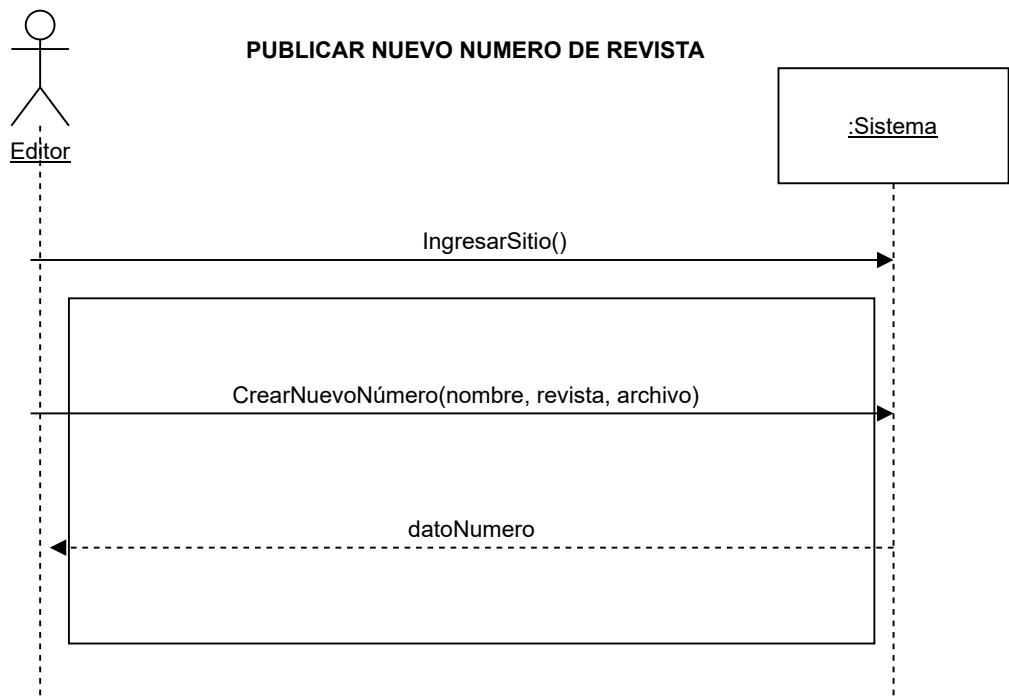 PUBLICAR NUEVO NUMERO DE REVISTA
:Sistema
Editor
IngresarSitio()
CrearNuevoNúmero(nombre, revista, archivo)
datoNumero